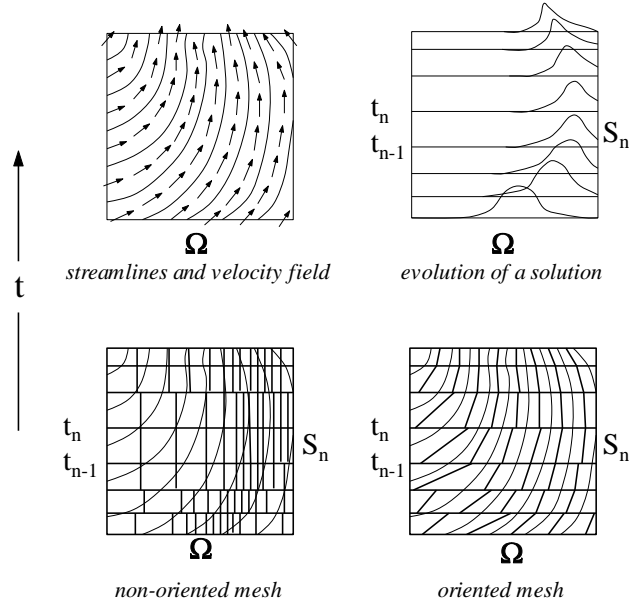 Ω
streamlines and velocity field
t_n
t_{n-1}
S_n
Ω
evolution of a solution
t
t_n
t_{n-1}
S_n
Ω
non-oriented mesh
t_n
t_{n-1}
S_n
Ω
oriented mesh